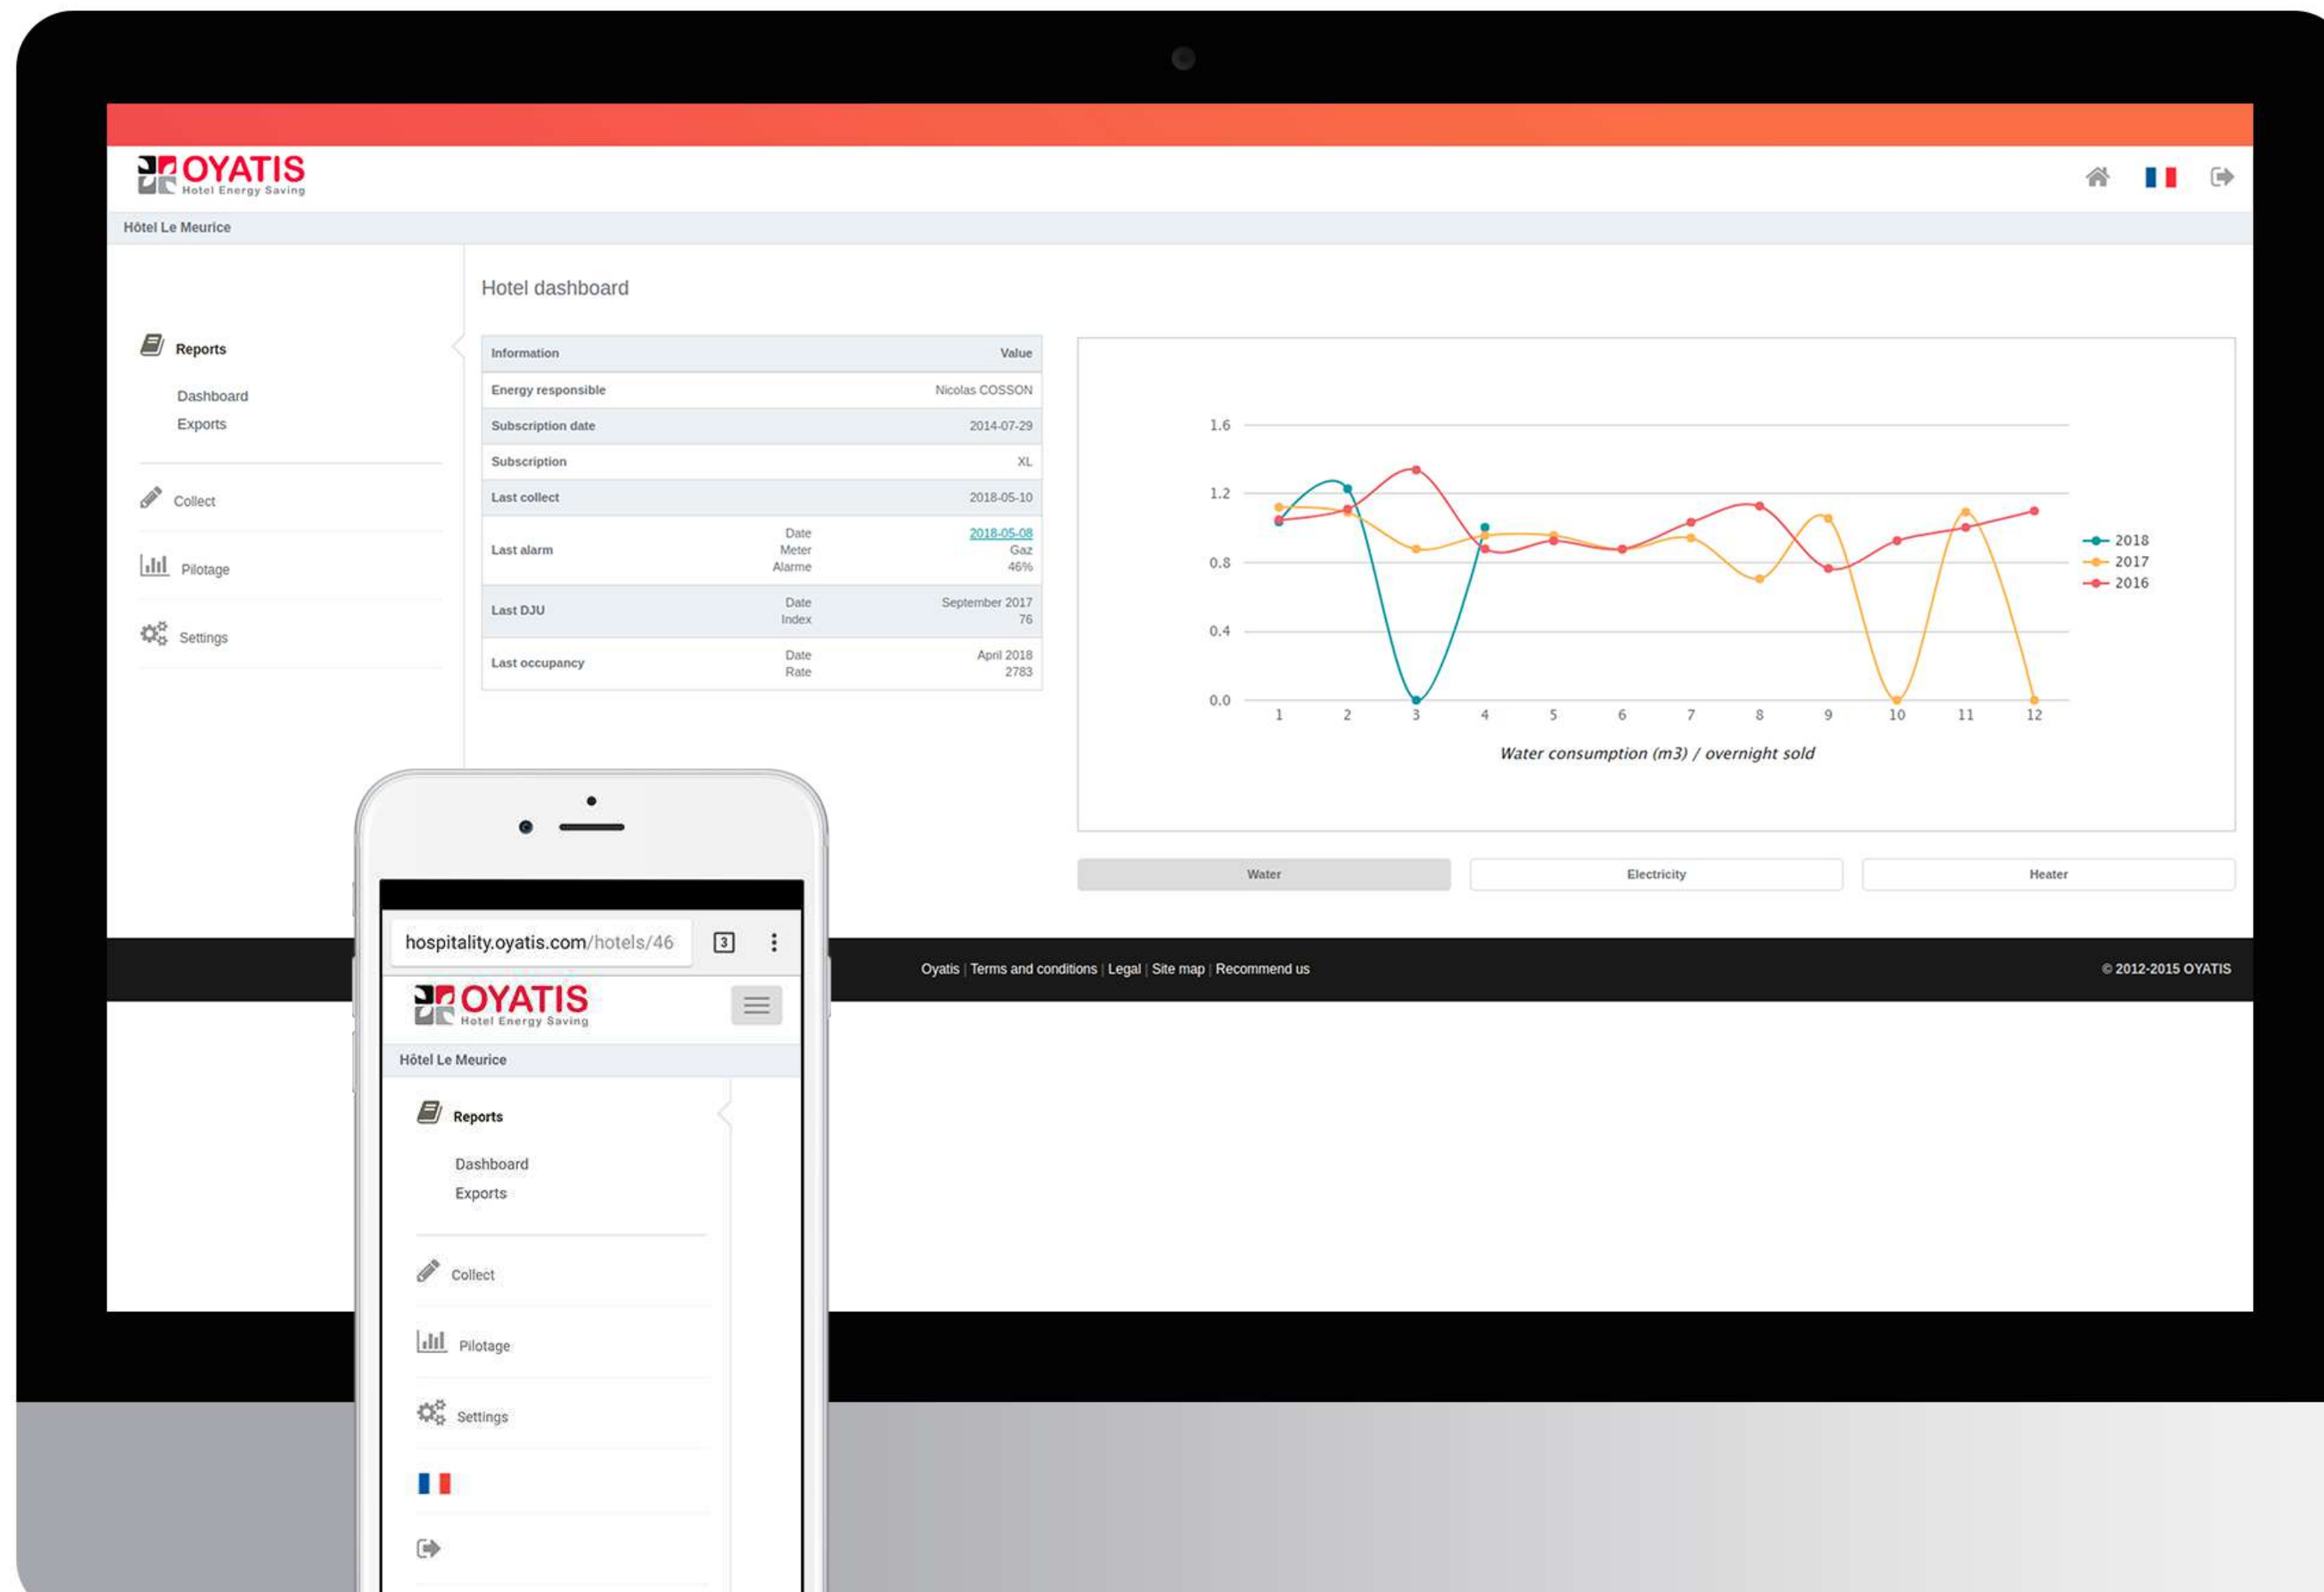 OYATIS
Hotel Energy Saving
Hôtel Le Meurice
Reports
Dashboard
Exports
Collect
Pilotage
Settings
Hotel dashboard
Information Value
Energy responsible Nicolas COSSON
Subscription date 2014-07-29
Subscription XL
Last collect 2018-05-10
Last alarm
Date 2018-05-08
Meter Gaz
Alarme 46%
Last DJU
Date September 2017
Index 76
Last occupancy
Date April 2018
Rate 2783
1.6
1.2
0.8
0.4
0.0
1 2 3 4 5 6 7 8 9 10 11 12
2018
2017
2016
Water consumption (m3) / overnight sold
Water Electricity Heater
Oyatis | Terms and conditions | Legal | Site map | Recommend us
© 2012-2015 OYATIS
hospitality.oyatis.com/hotels/46
3
OYATIS
Hotel Energy Saving
Hôtel Le Meurice
Reports
Dashboard
Exports
Collect
Pilotage
Settings